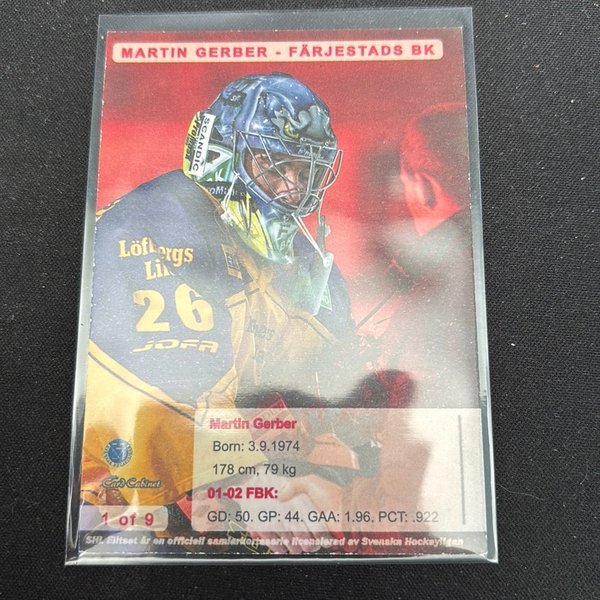 MARTIN GERBER - FÄRJESTADS BK
SCANDIC
Löfbergs
Lil
26
JOFA
Martin Gerber
Born: 3.9.1974
178 cm, 79 kg
01-02 FBK:
GD: 50. GP: 44. GAA: 1.96. PCT: .922
Card Cabinet
1 of 9
SHL Elitset är en officiell samlarkortsserie licensierad av Svenska Hockeyligan